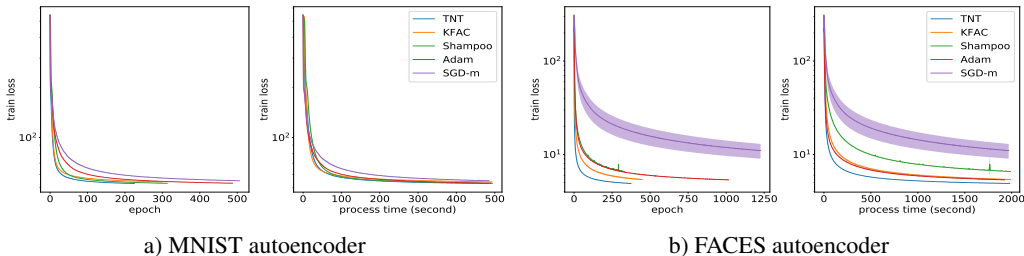 train loss
10²
0 100 200 300 400 500
epoch
train loss
10²
0 100 200 300 400 500
process time (second)
TNT
KFAC
Shampoo
Adam
SGD-m
a) MNIST autoencoder
train loss
10²
10¹
0 250 500 750 1000 1250
epoch
train loss
10²
10¹
0 500 1000 1500 2000
process time (second)
TNT
KFAC
Shampoo
Adam
SGD-m
b) FACES autoencoder